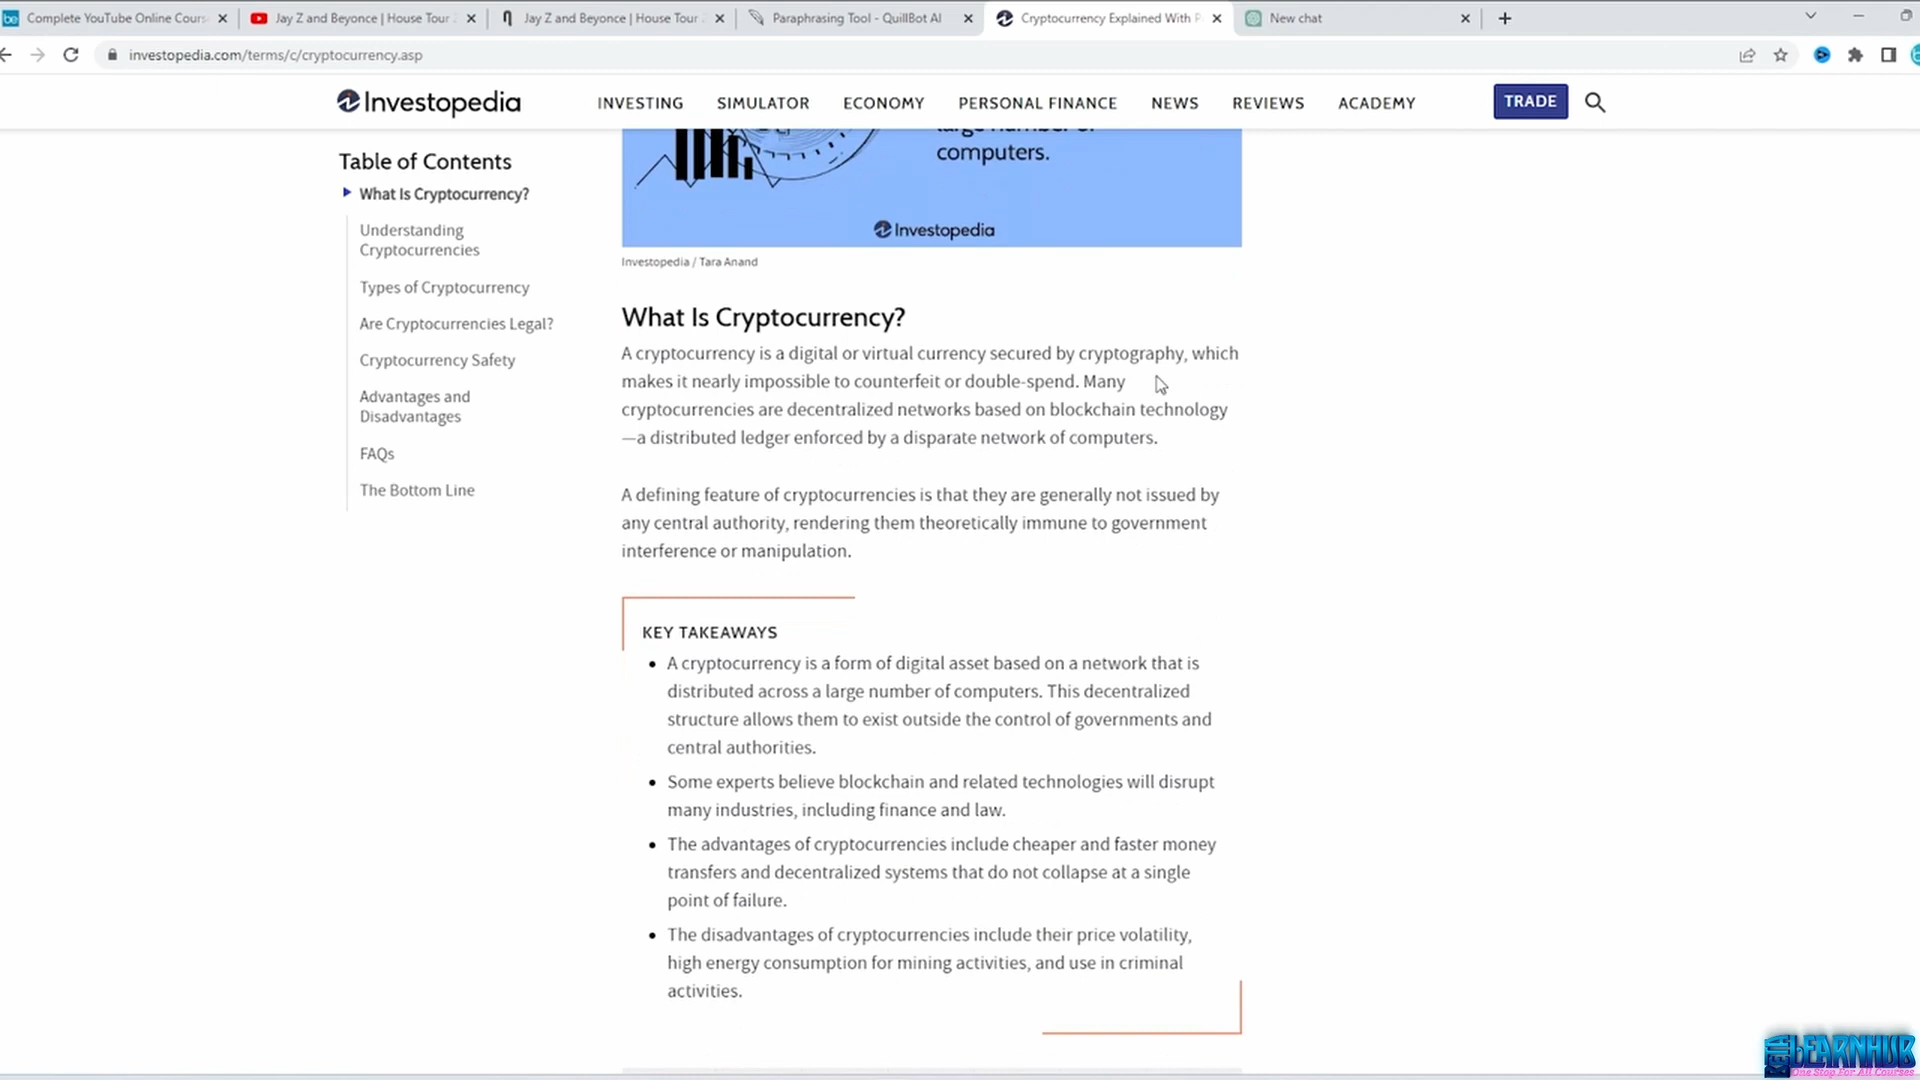 Complete YouTube Online Cours
Jay Z and Beyonce | House Tour
Jay Z and Beyonce | House Tour
Paraphrasing Tool - QuillBot AI
Cryptocurrency Explained With P
New chat
investopedia.com/terms/c/cryptocurrency.asp
Investopedia
INVESTING
SIMULATOR
ECONOMY
PERSONAL FINANCE
NEWS
REVIEWS
ACADEMY
TRADE
large number of
computers.
Investopedia
Investopedia / Tara Anand
Table of Contents
What Is Cryptocurrency?
Understanding
Cryptocurrencies
Types of Cryptocurrency
Are Cryptocurrencies Legal?
Cryptocurrency Safety
Advantages and
Disadvantages
FAQs
The Bottom Line
What Is Cryptocurrency?
A cryptocurrency is a digital or virtual currency secured by cryptography, which
makes it nearly impossible to counterfeit or double-spend. Many
cryptocurrencies are decentralized networks based on blockchain technology
—a distributed ledger enforced by a disparate network of computers.
A defining feature of cryptocurrencies is that they are generally not issued by
any central authority, rendering them theoretically immune to government
interference or manipulation.
KEY TAKEAWAYS
• A cryptocurrency is a form of digital asset based on a network that is
distributed across a large number of computers. This decentralized
structure allows them to exist outside the control of governments and
central authorities.
• Some experts believe blockchain and related technologies will disrupt
many industries, including finance and law.
• The advantages of cryptocurrencies include cheaper and faster money
transfers and decentralized systems that do not collapse at a single
point of failure.
• The disadvantages of cryptocurrencies include their price volatility,
high energy consumption for mining activities, and use in criminal
activities.
LEARNHUB
One Stop For All Courses